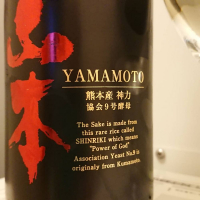 山本
YAMAMOTO
熊本産 神力
協会9号酵母
The Sake is made from
this rare rice called
SHINRIKI which means
"Power of God"
Association Yeast No.9 is
originaly from Kumamoto.